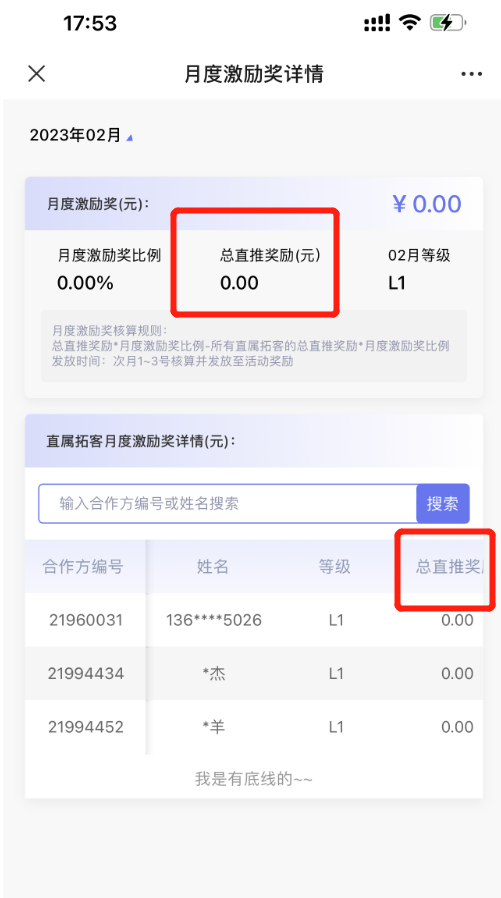 17:53
月度激励奖详情
2023年02月
月度激励奖(元):
¥ 0.00
月度激励奖比例 总直推奖励(元) 02月等级
0.00% 0.00 L1
月度激励奖核算规则:
总直推奖励*月度激励奖比例-所有直属拓客的总直推奖励*月度激励奖比例
发放时间：次月1~3号核算并发放至活动奖励
直属拓客月度激励奖详情(元):
输入合作方编号或姓名搜索 搜索
合作方编号 姓名 等级 总直推奖
21960031 136****5026 L1 0.00
21994434 *杰 L1 0.00
21994452 *羊 L1 0.00
我是有底线的~~